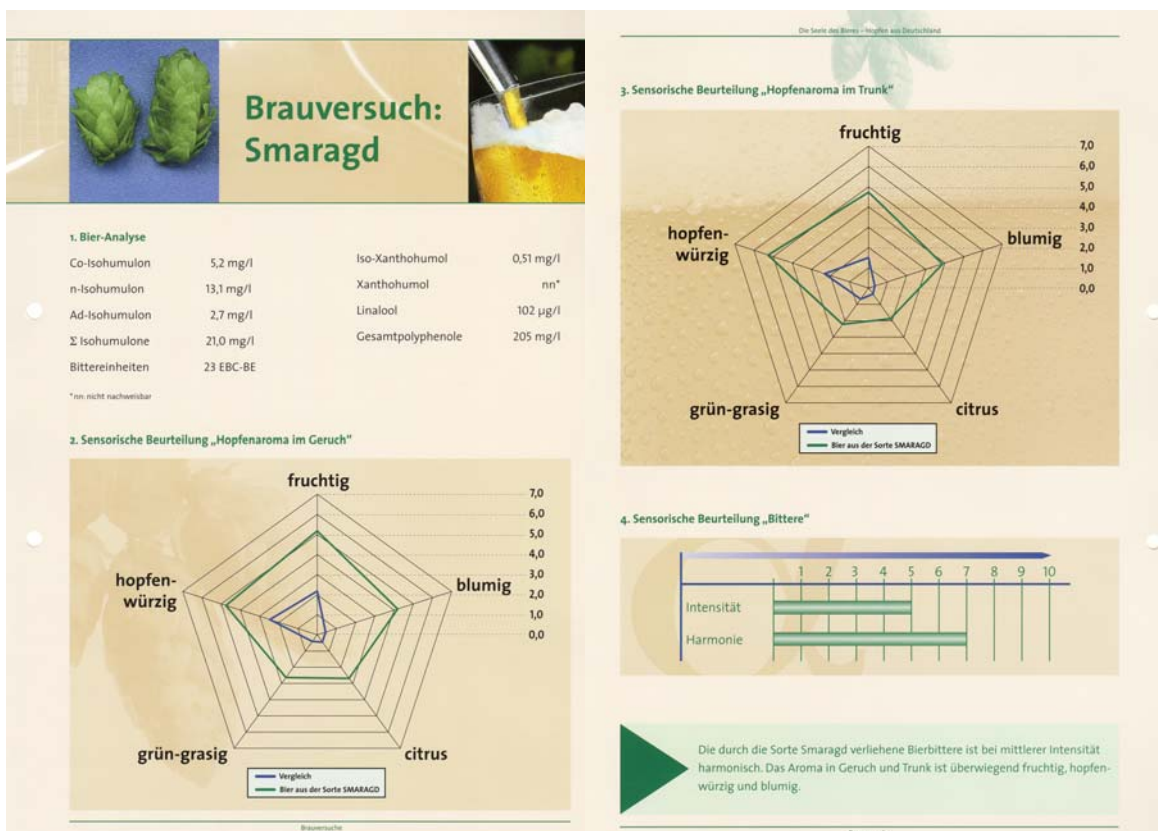 Brauversuch:
Smaragd
1. Bier-Analyse
Co-Isohumulon 5,2 mg/l
n-Isohumulon 13,1 mg/l
Ad-Isohumulon 2,7 mg/l
Σ Isohumulone 21,0 mg/l
Bittereinheiten 23 EBC-BE
Iso-Xanthohumol 0,51 mg/l
Xanthohumol nn*
Linalool 102 µg/l
Gesamtpolyphenole 205 mg/l
*nn: nicht nachweisbar
2. Sensorische Beurteilung „Hopfenaroma im Geruch“
fruchtig
7,0
6,0
5,0
4,0
3,0
2,0
1,0
0,0
hopfen-
würzig
blumig
grün-grasig
citrus
Vergleich
Bier aus der Sorte SMARAGD
Brauversuche
Die Seele des Bieres – Hopfen aus Deutschland
3. Sensorische Beurteilung „Hopfenaroma im Trunk“
fruchtig
7,0
6,0
5,0
4,0
3,0
2,0
1,0
0,0
hopfen-
würzig
blumig
grün-grasig
citrus
Vergleich
Bier aus der Sorte SMARAGD
4. Sensorische Beurteilung „Bittere“
1 2 3 4 5 6 7 8 9 10
Intensität
Harmonie
Die durch die Sorte Smaragd verliehene Bierbittere ist bei mittlerer Intensität
harmonisch. Das Aroma in Geruch und Trunk ist überwiegend fruchtig, hopfen-
würzig und blumig.